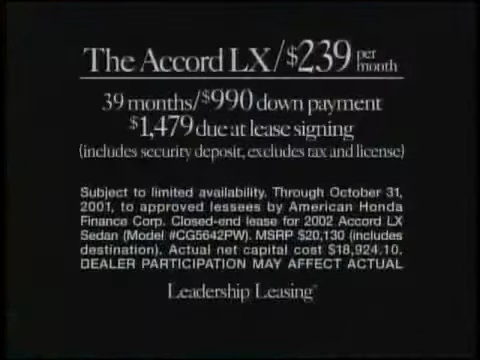 The Accord LX/$239 per month
39 months/$990 down payment
$1,479 due at lease signing
(includes security deposit, excludes tax and license)
Subject to limited availability. Through October 31,
2001, to approved lessees by American Honda
Finance Corp. Closed-end lease for 2002 Accord LX
Sedan (Model #CG5642PW). MSRP $20,130 (includes
destination). Actual net capital cost $18,924.10.
DEALER PARTICIPATION MAY AFFECT ACTUAL
Leadership Leasing